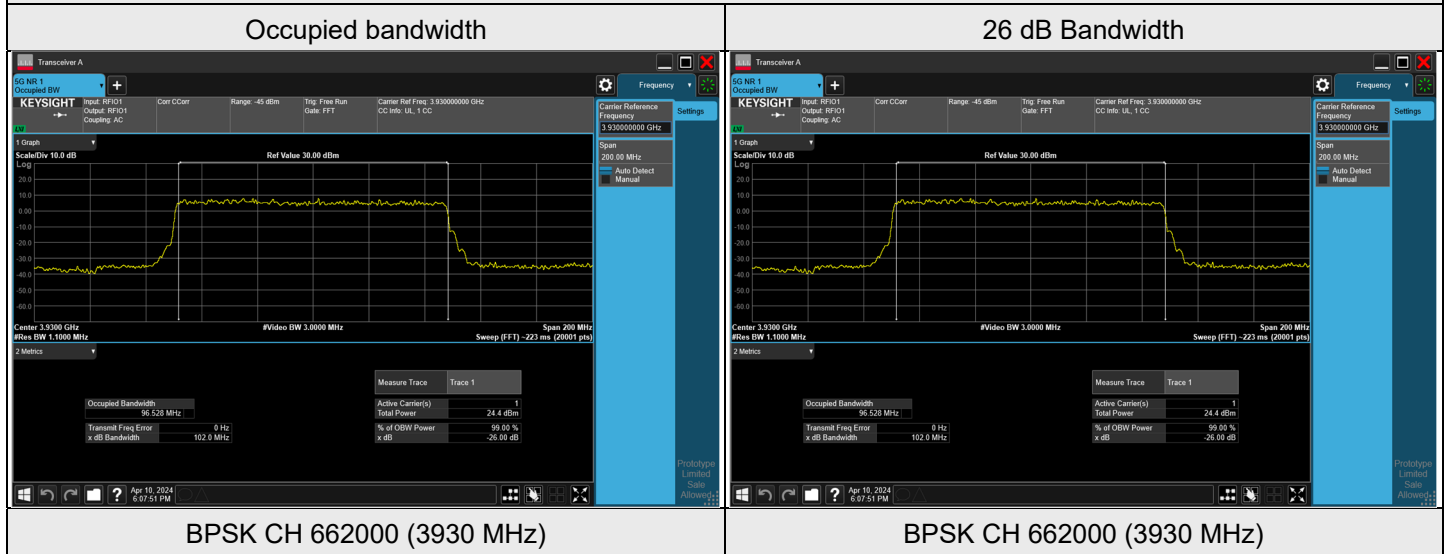 Occupied bandwidth
26 dB Bandwidth
Transceiver A
5G NR 1
Occupied BW
Frequency
KEYSIGHT
Input: RFIO1
Output: RFIO1
Coupling: AC
Corr CCorr
Range: -45 dBm
Trig: Free Run
Gate: FFT
Carrier Ref Freq: 3.930000000 GHz
CC Info: UL, 1 CC
LXI
Carrier Reference
Frequency
3.930000000 GHz
Settings
Span
200.00 MHz
Auto Detect
Manual
1 Graph
Scale/Div 10.0 dB
Ref Value 30.00 dBm
Log
20.0
10.0
0.00
-10.0
-20.0
-30.0
-40.0
-50.0
-60.0
Center 3.9300 GHz
#Video BW 3.0000 MHz
Span 200 MHz
#Res BW 1.1000 MHz
Sweep (FFT) ~223 ms (20001 pts)
2 Metrics
Measure Trace Trace 1
Occupied Bandwidth
96.528 MHz
Active Carrier(s) 1
Total Power 24.4 dBm
Transmit Freq Error 0 Hz
x dB Bandwidth 102.0 MHz
% of OBW Power 99.00 %
x dB -26.00 dB
Prototype
Limited
Sale
Allowed
Apr 10, 2024
6:07:51 PM
Transceiver A
5G NR 1
Occupied BW
Frequency
KEYSIGHT
Input: RFIO1
Output: RFIO1
Coupling: AC
Corr CCorr
Range: -45 dBm
Trig: Free Run
Gate: FFT
Carrier Ref Freq: 3.930000000 GHz
CC Info: UL, 1 CC
LXI
Carrier Reference
Frequency
3.930000000 GHz
Settings
Span
200.00 MHz
Auto Detect
Manual
1 Graph
Scale/Div 10.0 dB
Ref Value 30.00 dBm
Log
20.0
10.0
0.00
-10.0
-20.0
-30.0
-40.0
-50.0
-60.0
Center 3.9300 GHz
#Video BW 3.0000 MHz
Span 200 MHz
#Res BW 1.1000 MHz
Sweep (FFT) ~223 ms (20001 pts)
2 Metrics
Measure Trace Trace 1
Occupied Bandwidth
96.528 MHz
Active Carrier(s) 1
Total Power 24.4 dBm
Transmit Freq Error 0 Hz
x dB Bandwidth 102.0 MHz
% of OBW Power 99.00 %
x dB -26.00 dB
Prototype
Limited
Sale
Allowed
Apr 10, 2024
6:07:51 PM
BPSK CH 662000 (3930 MHz)
BPSK CH 662000 (3930 MHz)